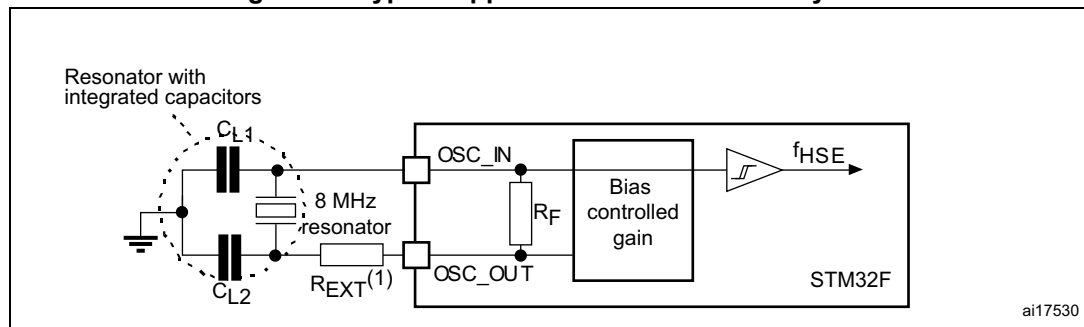 Resonator with
integrated capacitors
CL1
OSC_IN
fHSE
8 MHz
resonator
RF
Bias
controlled
gain
REXT(1)
OSC_OUT
CL2
STM32F
ai17530